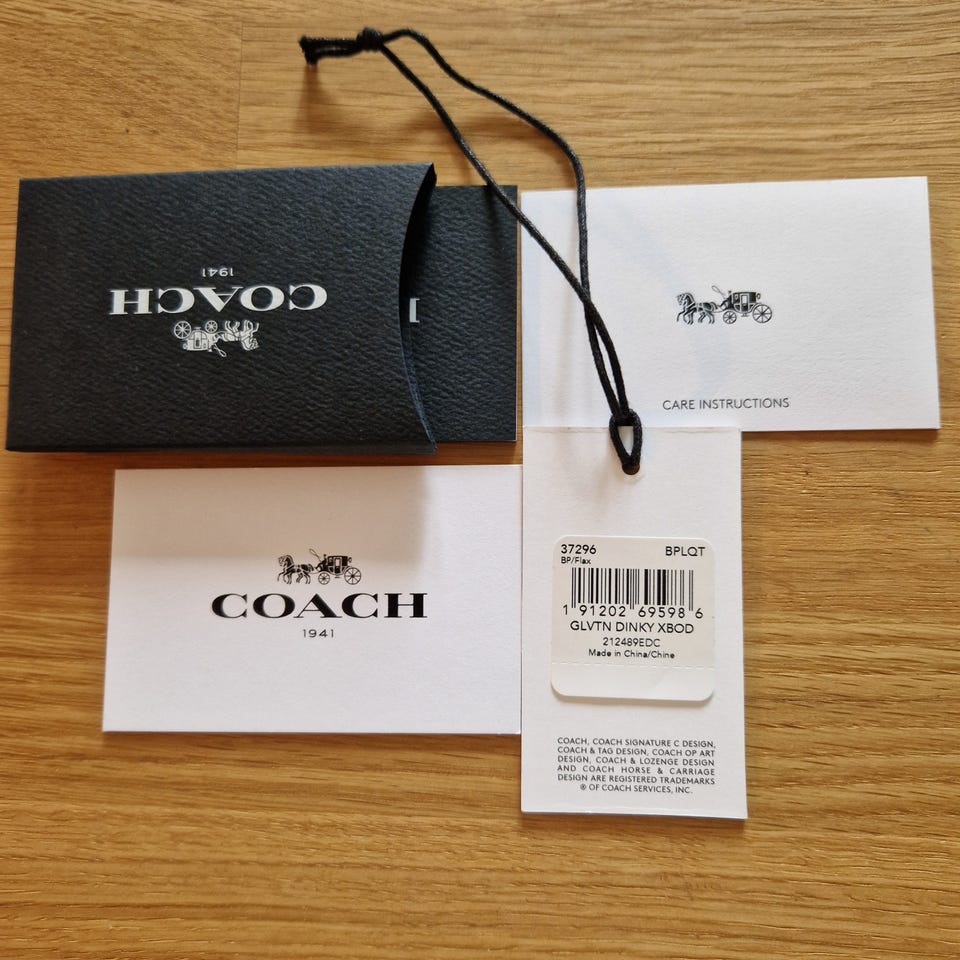 COACH
1941
CARE INSTRUCTIONS
COACH
1941
37296 BPLQT
BP/Flax
1 91202 69598 6
GLVTN DINKY XBOD
212489EDC
Made in China/Chine
COACH, COACH SIGNATURE C DESIGN,
COACH & TAG DESIGN, COACH OP ART
DESIGN, COACH & LOZENGE DESIGN
AND COACH HORSE & CARRIAGE
DESIGN ARE REGISTERED TRADEMARKS
® OF COACH SERVICES, INC.